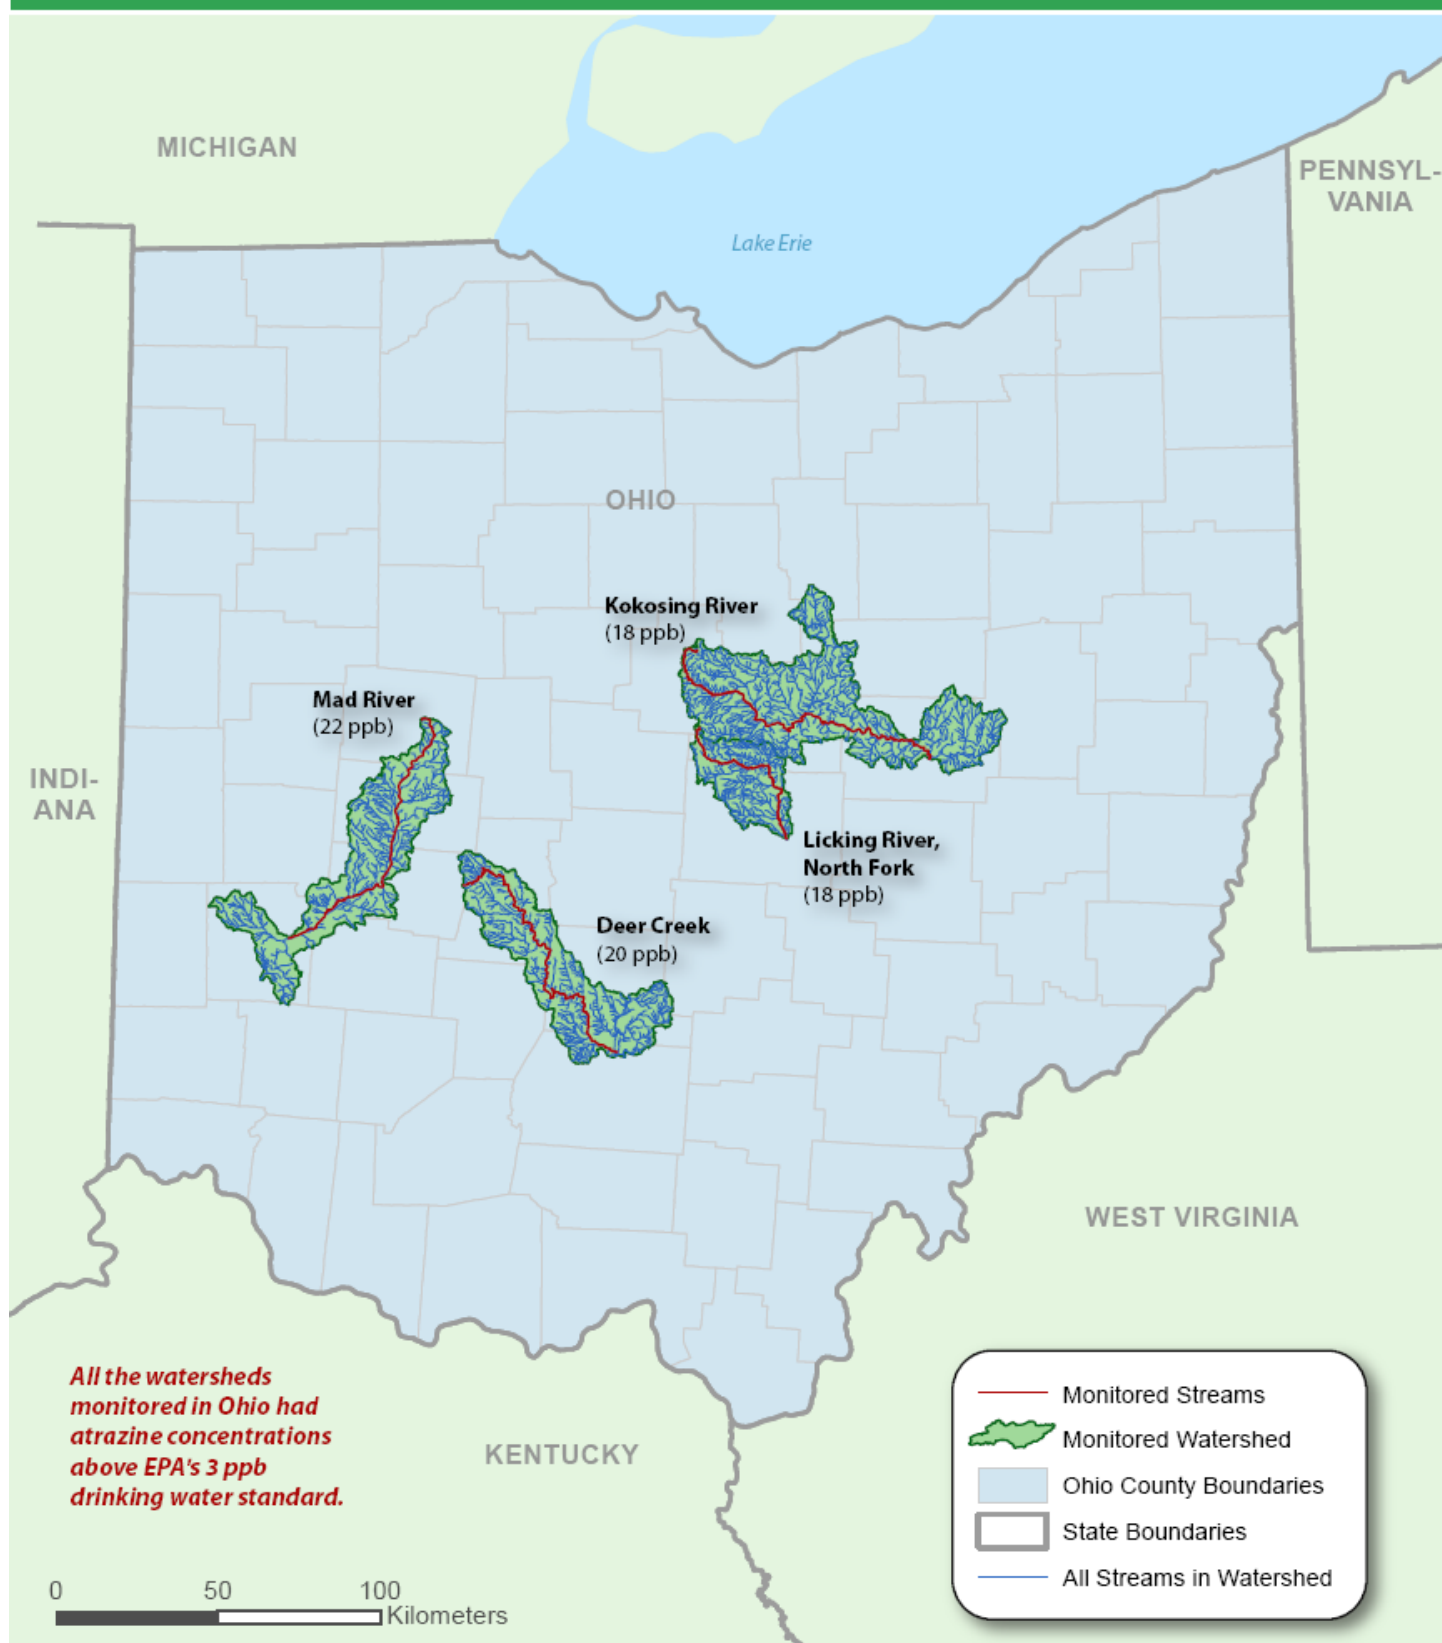 MICHIGAN
PENNSYL-
VANIA
Lake Erie
OHIO
Kokosing River
(18 ppb)
Mad River
(22 ppb)
INDI-
ANA
Licking River,
North Fork
(18 ppb)
Deer Creek
(20 ppb)
WEST VIRGINIA
All the watersheds
monitored in Ohio had
atrazine concentrations
above EPA's 3 ppb
drinking water standard.
KENTUCKY
Monitored Streams
Monitored Watershed
Ohio County Boundaries
State Boundaries
All Streams in Watershed
0 50 100
Kilometers